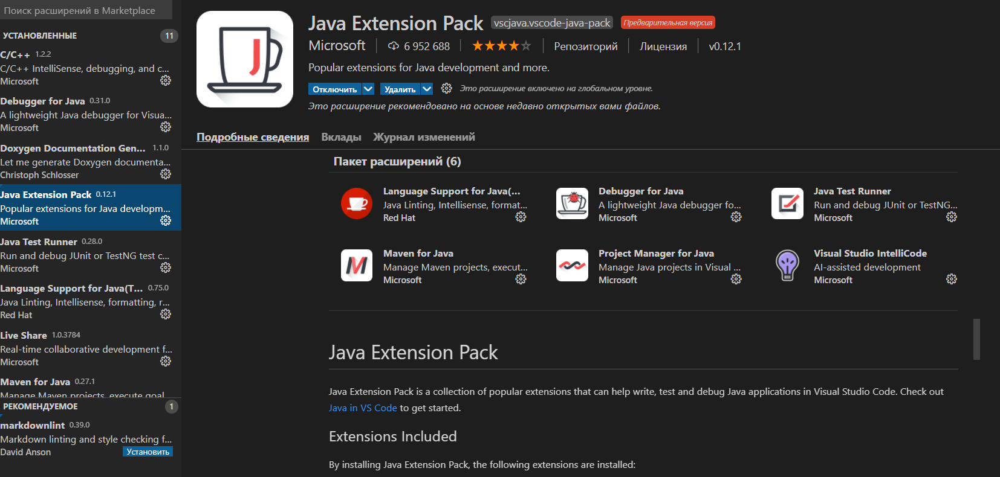 Поиск расширений в Marketplace
УСТАНОВЛЕННЫЕ 11
C/C++ 1.2.2
C/C++ IntelliSense, debugging, and c...
Microsoft
Debugger for Java 0.31.0
A lightweight Java debugger for Visua...
Microsoft
Doxygen Documentation Gen... 1.1.0
Let me generate Doxygen documenta...
Christoph Schlosser
Java Extension Pack 0.12.1
Popular extensions for Java developm...
Microsoft
Java Test Runner 0.28.0
Run and debug JUnit or TestNG test c...
Microsoft
Language Support for Java(T... 0.75.0
Java Linting, Intellisense, formatting, r...
Red Hat
Live Share 1.0.3784
Real-time collaborative development f...
Microsoft
Maven for Java 0.27.1
Manage Maven projects, execute goal
РЕКОМЕНДУЕМОЕ 1
markdownlint 0.39.0
Markdown linting and style checking f...
David Anson Установить
Java Extension Pack vscjava.vscode-java-pack Предварительная версия
Microsoft 6 952 688 Репозиторий Лицензия v0.12.1
Popular extensions for Java development and more.
Отключить Удалить Это расширение включено на глобальном уровне.
Это расширение рекомендовано на основе недавно открытых вами файлов.
Подробные сведения Вклады Журнал изменений
Пакет расширений (6)
Language Support for Java(...
Java Linting, Intellisense, format...
Red Hat
Debugger for Java
A lightweight Java debugger fo...
Microsoft
Java Test Runner
Run and debug JUnit or TestNG...
Microsoft
Maven for Java
Manage Maven projects, execut...
Microsoft
Project Manager for Java
Manage Java projects in Visual ...
Microsoft
Visual Studio IntelliCode
AI-assisted development
Microsoft
Java Extension Pack
Java Extension Pack is a collection of popular extensions that can help write, test and debug Java applications in Visual Studio Code. Check out
Java in VS Code to get started.
Extensions Included
By installing Java Extension Pack, the following extensions are installed: